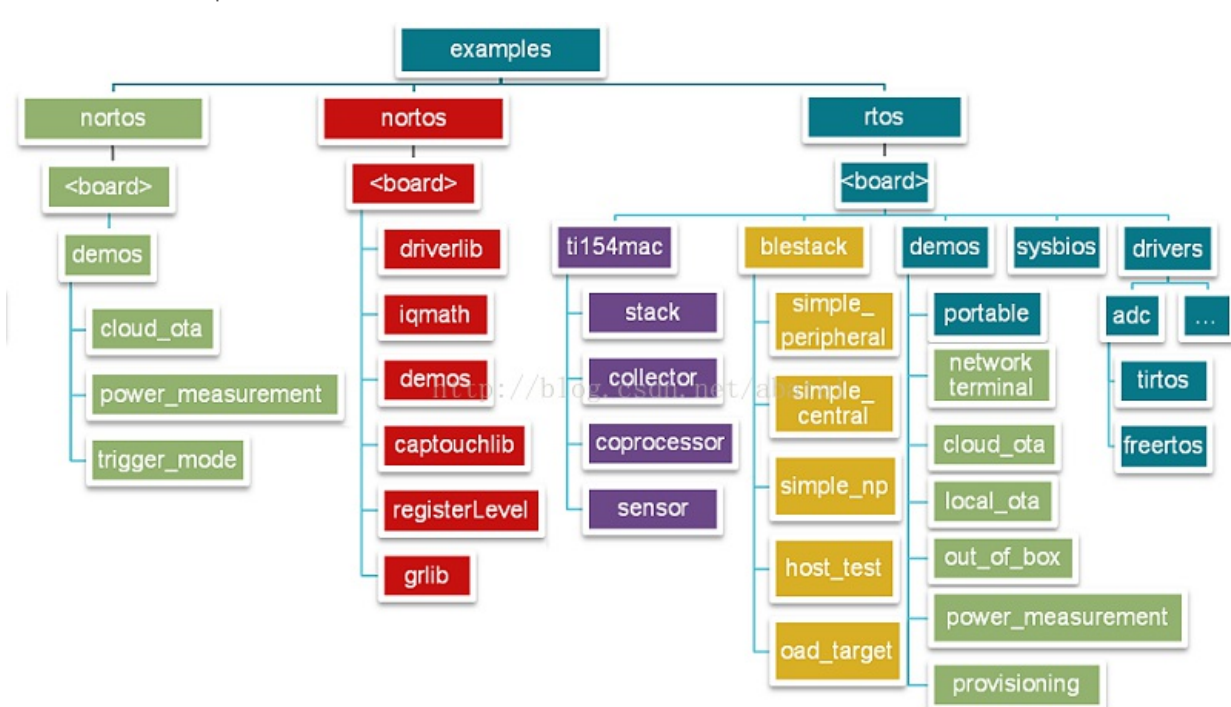 examples
nortos
nortos
rtos
<board>
<board>
<board>
demos
cloud_ota
power_measurement
trigger_mode
driverlib
iqmath
demos
captouchlib
registerLevel
grlib
ti154mac
stack
collector
coprocessor
sensor
blestack
simple_
peripheral
simple_
central
simple_np
host_test
oad_target
demos
portable
network
terminal
cloud_ota
local_ota
out_of_box
power_measurement
provisioning
sysbios
drivers
adc
...
tirtos
freertos